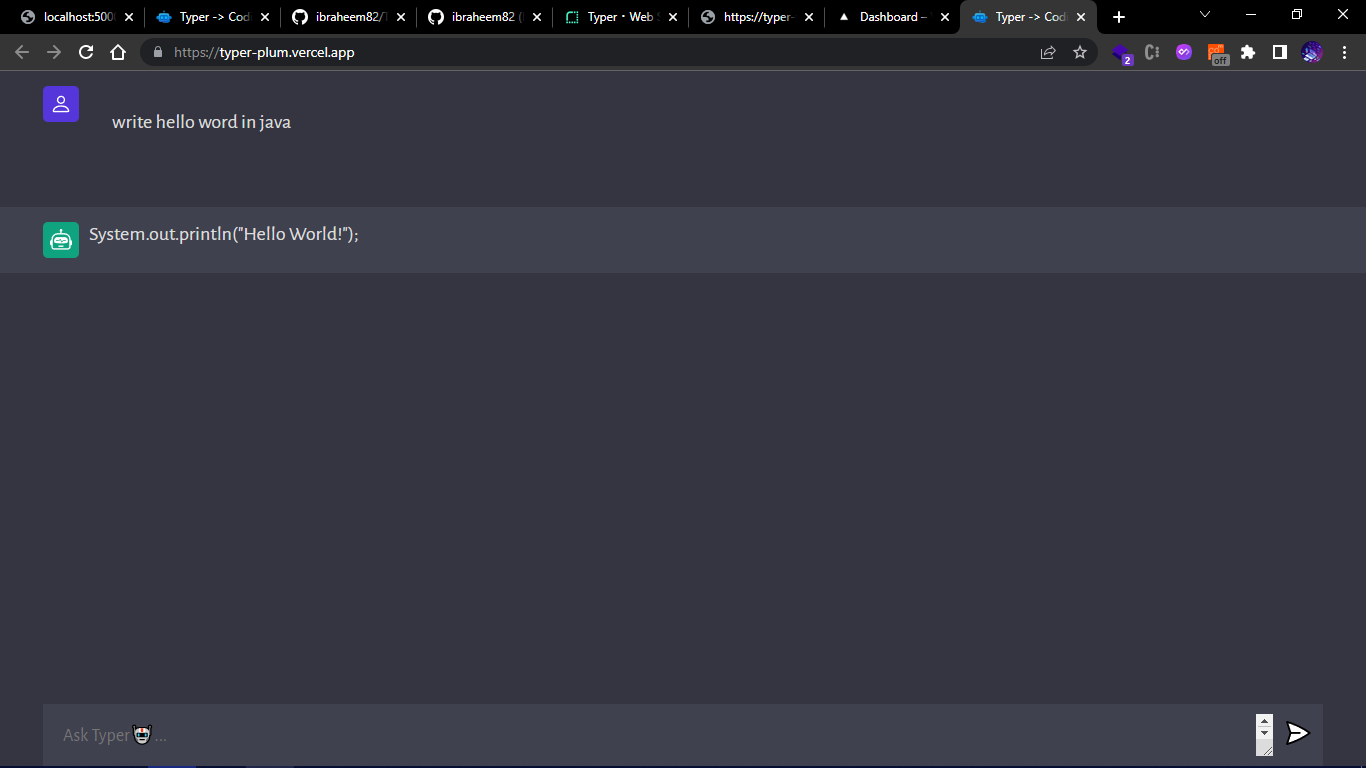 localhost:500
Typer -> Cod
ibraheem82/T
ibraheem82 (
Typer · Web S
https://typer-
Dashboard –
Typer -> Cod
https://typer-plum.vercel.app
2
off
write hello word in java
System.out.println("Hello World!");
Ask Typer 🤖 ...